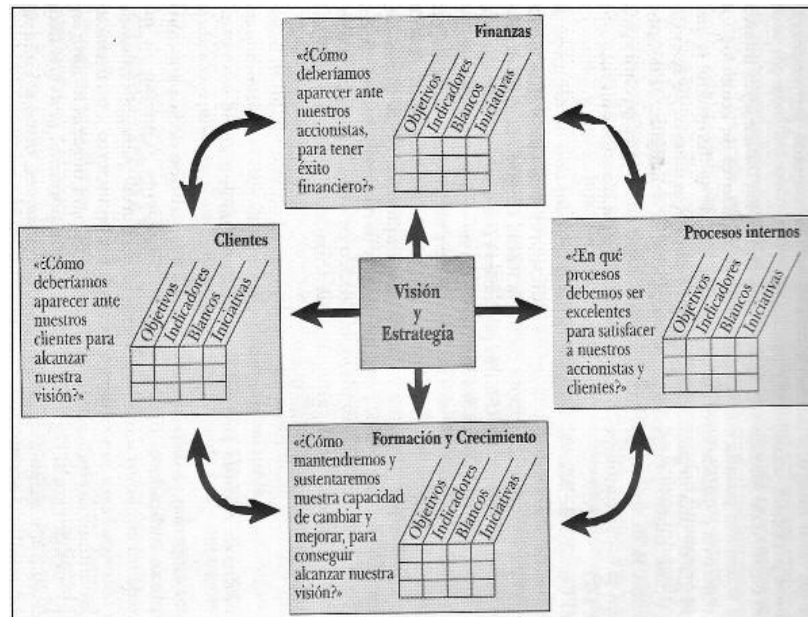 Finanzas
«¿Cómo
deberíamos
aparecer ante
nuestros
accionistas,
para tener
éxito
financiero?»
Objetivos
Indicadores
Blancos
Iniciativas
Clientes
«¿Cómo
deberíamos
aparecer ante
nuestros
clientes para
alcanzar
nuestra
visión?»
Objetivos
Indicadores
Blancos
Iniciativas
Visión
y
Estrategia
Procesos internos
«¿En qué
procesos
debemos ser
excelentes
para satisfacer
a nuestros
accionistas y
clientes?»
Objetivos
Indicadores
Blancos
Iniciativas
Formación y Crecimiento
«¿Cómo
mantendremos y
sustentaremos
nuestra capacidad
de cambiar y
mejorar, para
conseguir
alcanzar nuestra
visión?»
Objetivos
Indicadores
Blancos
Iniciativas